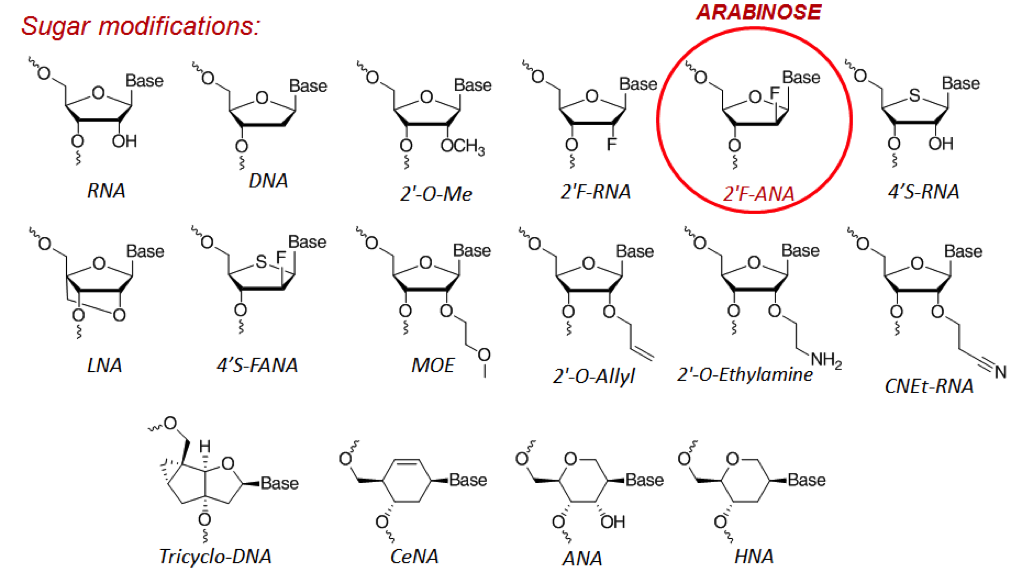 Sugar modifications:
ARABINOSE
O Base O O OH
RNA
O Base O O
DNA
O Base O O OCH3
2'-O-Me
O Base O O F
2'F-RNA
O Base O F O
2'F-ANA
O Base S O OH
4'S-RNA
O Base O O O
LNA
O Base S F O
4'S-FANA
O Base O O O O
MOE
O Base O O O
2'-O-Allyl
O Base O O O NH2
2'-O-Ethylamine
O Base O O O N
CNEt-RNA
O H O Base O
Tricyclo-DNA
O Base O
CeNA
O O Base O OH
ANA
O O Base O
HNA